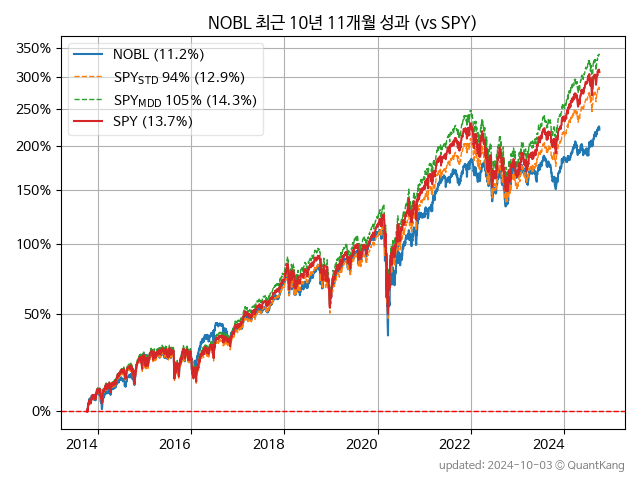 NOBL 최근 10년 11개월 성과 (vs SPY)
350%
300%
250%
200%
150%
100%
50%
0%
NOBL (11.2%)
SPY_STD 94% (12.9%)
SPY_MDD 105% (14.3%)
SPY (13.7%)
2014 2016 2018 2020 2022 2024
updated: 2024-10-03 © QuantKang